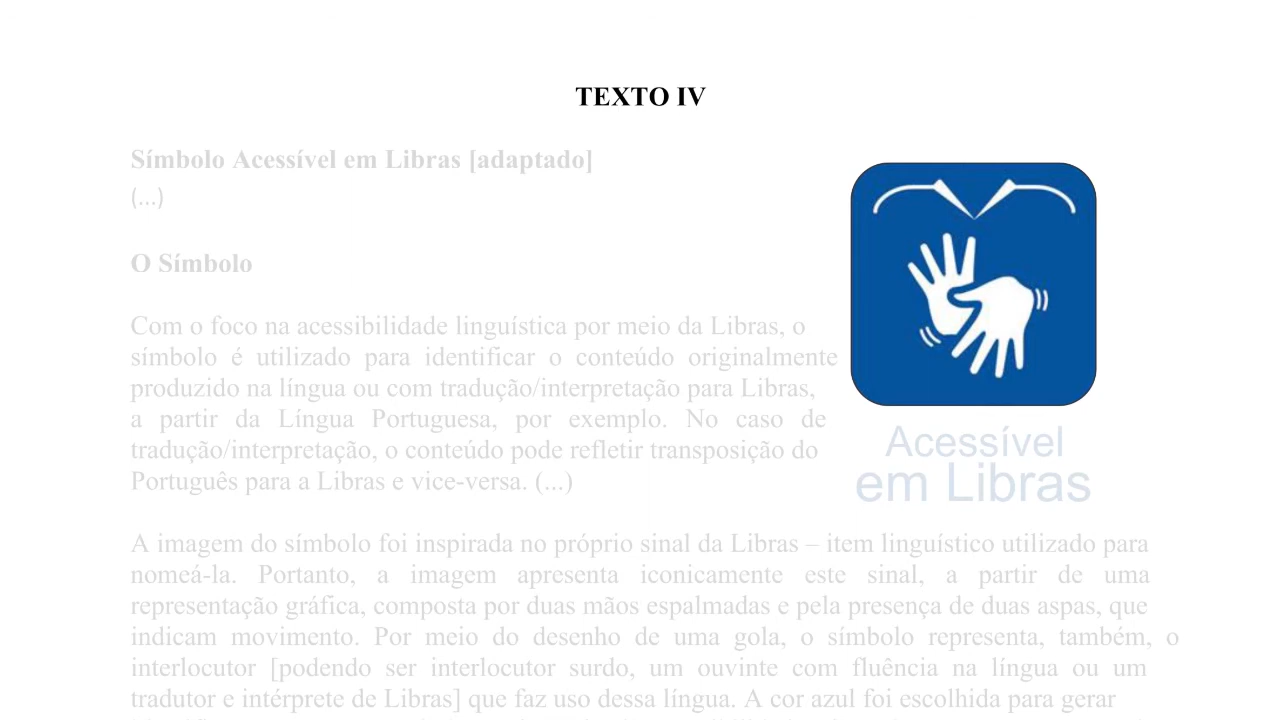 TEXTO IV
Símbolo Acessível em Libras [adaptado]
(...)
O Símbolo
Com o foco na acessibilidade linguística por meio da Libras, o
símbolo é utilizado para identificar o conteúdo originalmente
produzido na língua ou com tradução/interpretação para Libras,
a partir da Língua Portuguesa, por exemplo. No caso de
tradução/interpretação, o conteúdo pode refletir transposição do
Português para a Libras e vice-versa. (...)
Acessível
em Libras
A imagem do símbolo foi inspirada no próprio sinal da Libras – item linguístico utilizado para
nomeá-la. Portanto, a imagem apresenta iconicamente este sinal, a partir de uma
representação gráfica, composta por duas mãos espalmadas e pela presença de duas aspas, que
indicam movimento. Por meio do desenho de uma gola, o símbolo representa, também, o
interlocutor [podendo ser interlocutor surdo, um ouvinte com fluência na língua ou um
tradutor e intérprete de Libras] que faz uso dessa língua. A cor azul foi escolhida para gerar